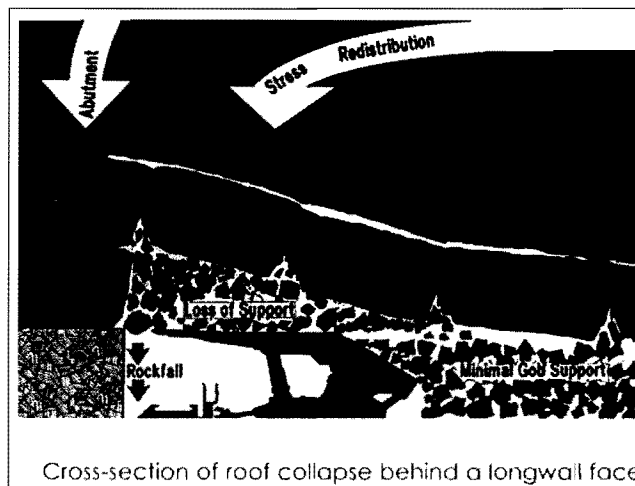 Abutment
Stress Redistribution
Loss of Support
Rockfall
Minimal Gob Support
Cross-section of roof collapse behind a longwall face